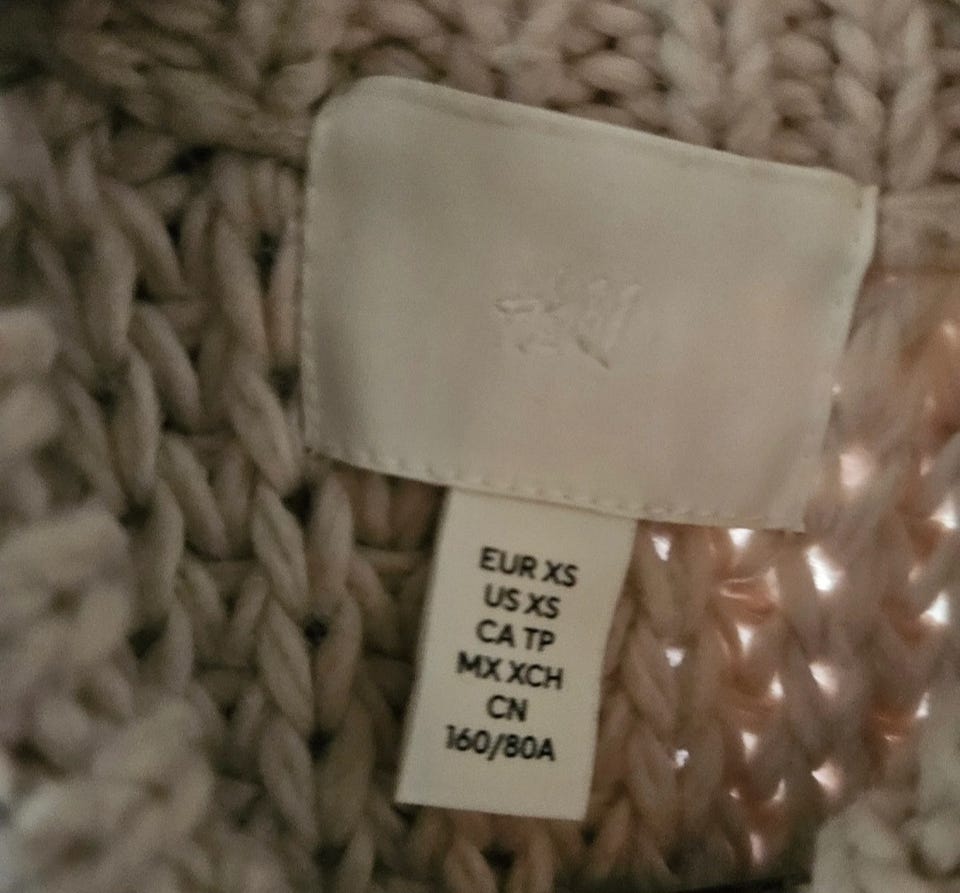 H&M
EUR XS
US XS
CA TP
MX XCH
CN
160/80A